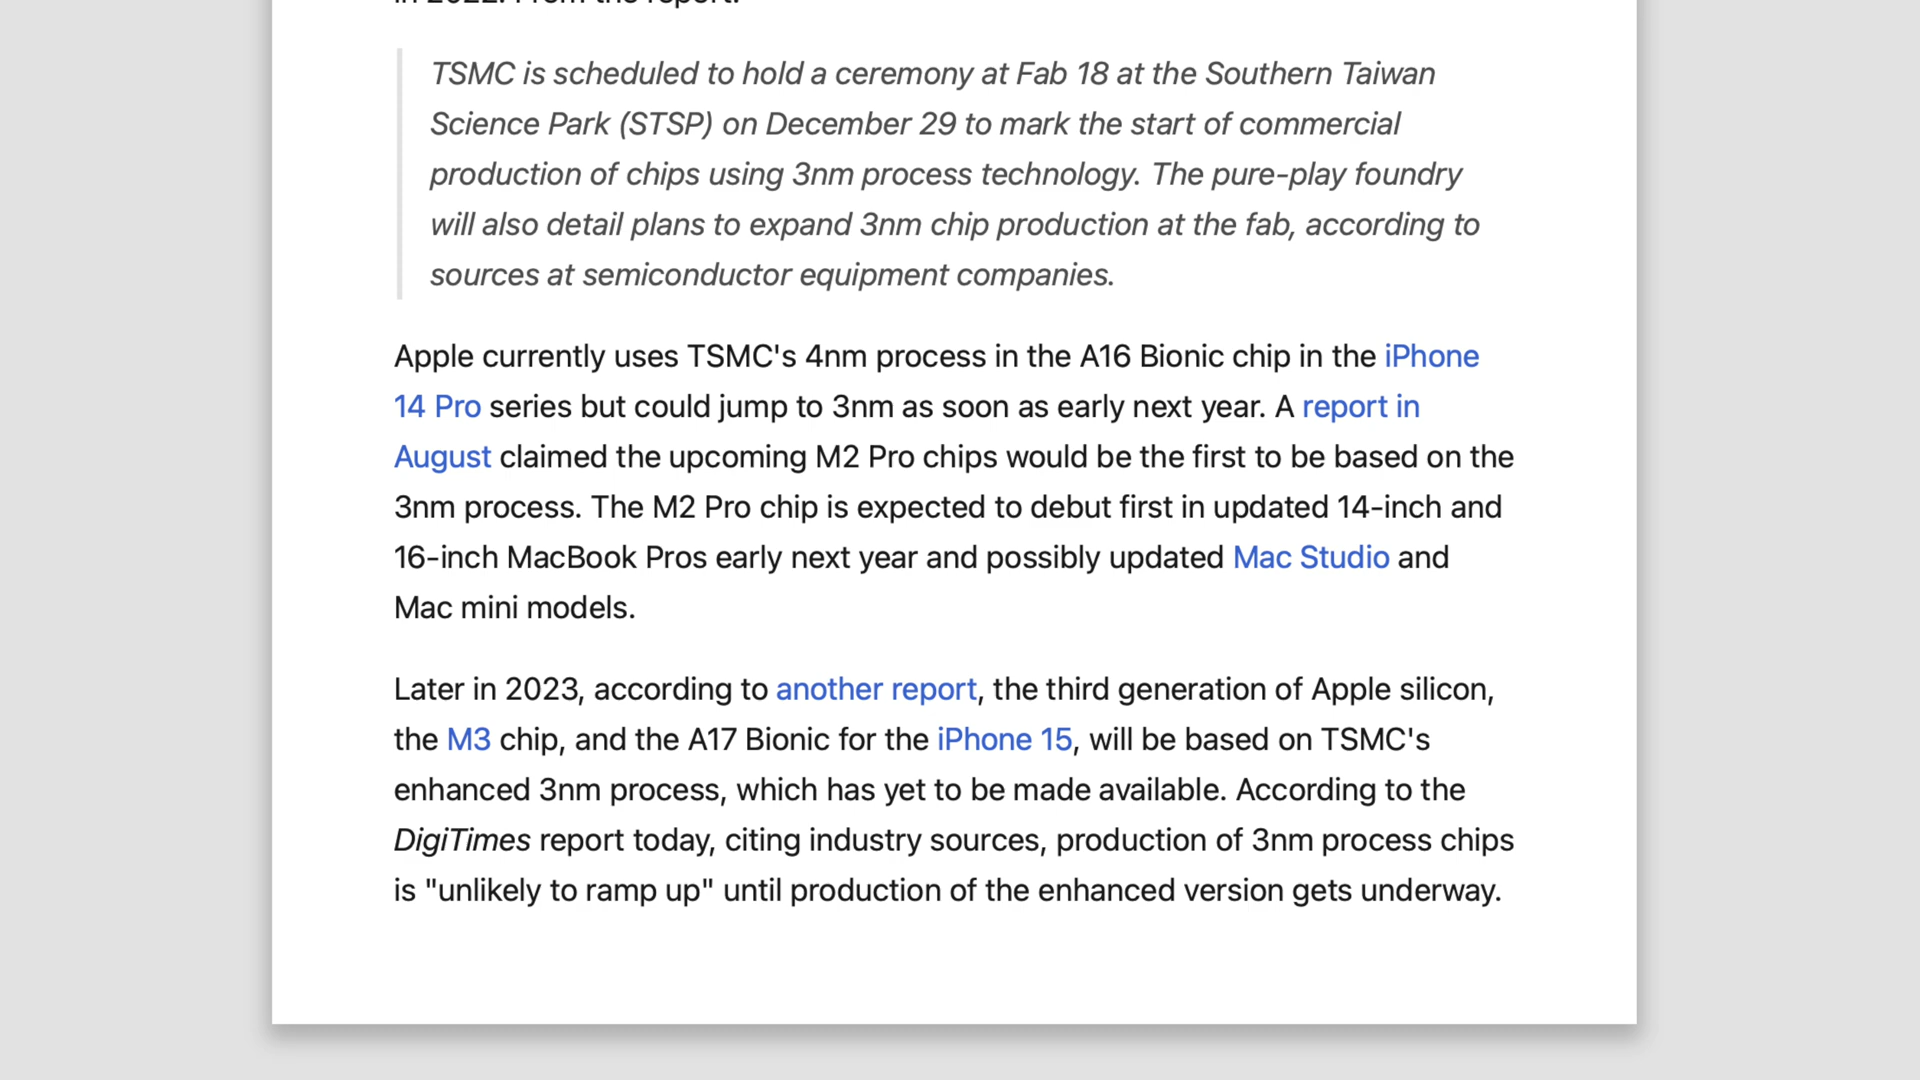 in 2022. From the report:
TSMC is scheduled to hold a ceremony at Fab 18 at the Southern Taiwan
Science Park (STSP) on December 29 to mark the start of commercial
production of chips using 3nm process technology. The pure-play foundry
will also detail plans to expand 3nm chip production at the fab, according to
sources at semiconductor equipment companies.
Apple currently uses TSMC's 4nm process in the A16 Bionic chip in the iPhone
14 Pro series but could jump to 3nm as soon as early next year. A report in
August claimed the upcoming M2 Pro chips would be the first to be based on the
3nm process. The M2 Pro chip is expected to debut first in updated 14-inch and
16-inch MacBook Pros early next year and possibly updated Mac Studio and
Mac mini models.
Later in 2023, according to another report, the third generation of Apple silicon,
the M3 chip, and the A17 Bionic for the iPhone 15, will be based on TSMC's
enhanced 3nm process, which has yet to be made available. According to the
DigiTimes report today, citing industry sources, production of 3nm process chips
is "unlikely to ramp up" until production of the enhanced version gets underway.